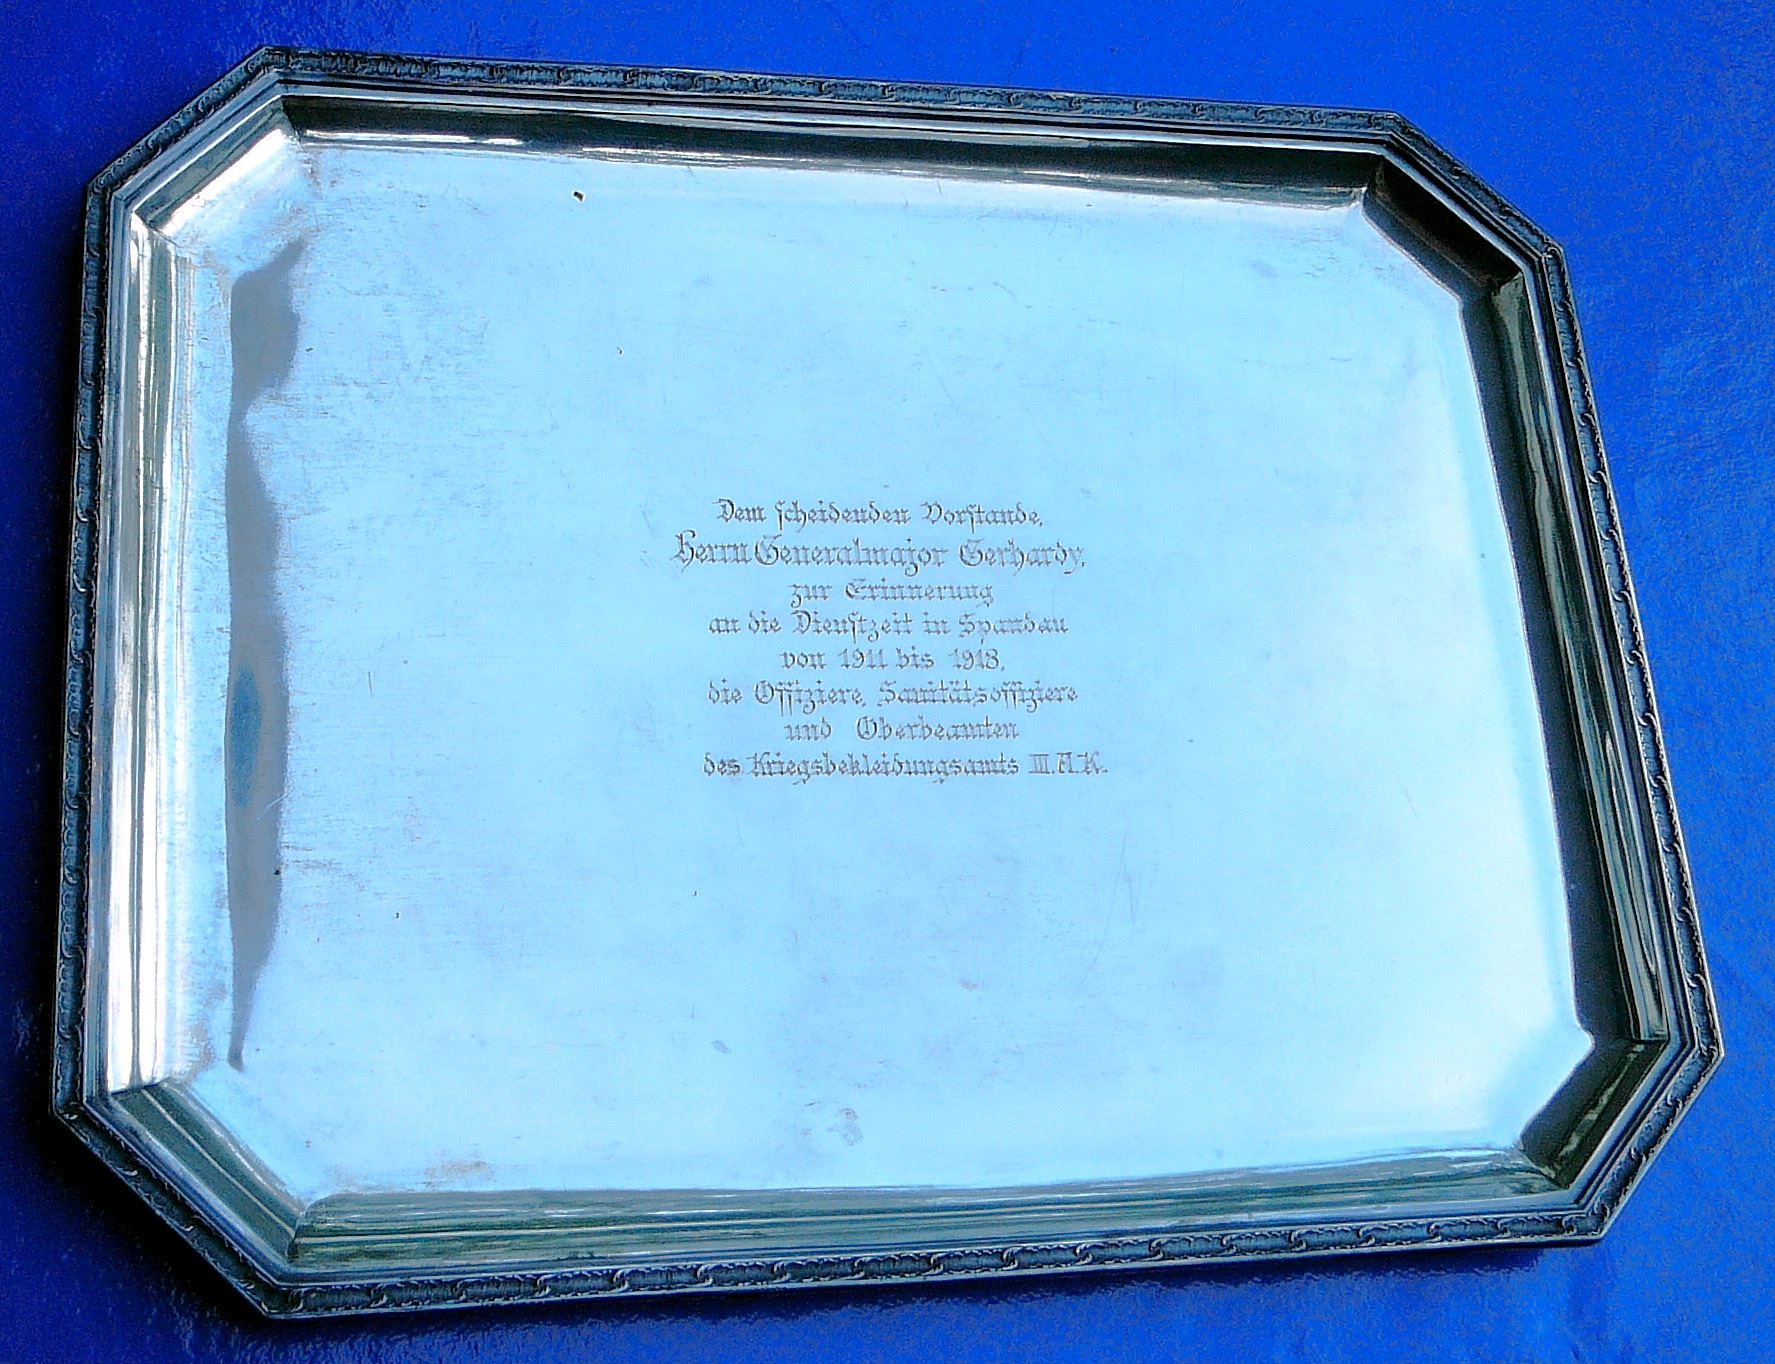 Dem scheidenden Vorstande,
Herrn Generalmajor Gerhardy,
zur Erinnerung
an die Dienstzeit in Spandau
von 1911 bis 1918,
die Offiziere, Sanitätsoffiziere
und Oberbeamten
des Kriegsbekleidungsamts III. A.K.